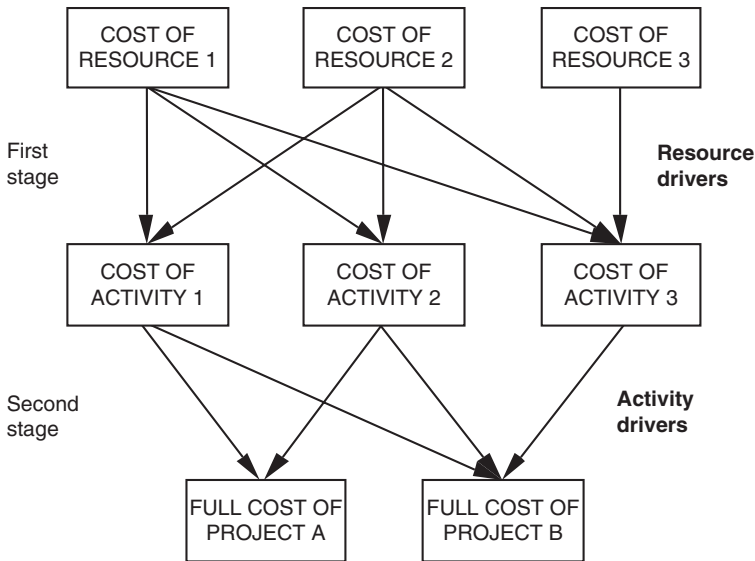 COST OF
RESOURCE 1
COST OF
RESOURCE 2
COST OF
RESOURCE 3
First
stage
Resource
drivers
COST OF
ACTIVITY 1
COST OF
ACTIVITY 2
COST OF
ACTIVITY 3
Second
stage
Activity
drivers
FULL COST OF
PROJECT A
FULL COST OF
PROJECT B